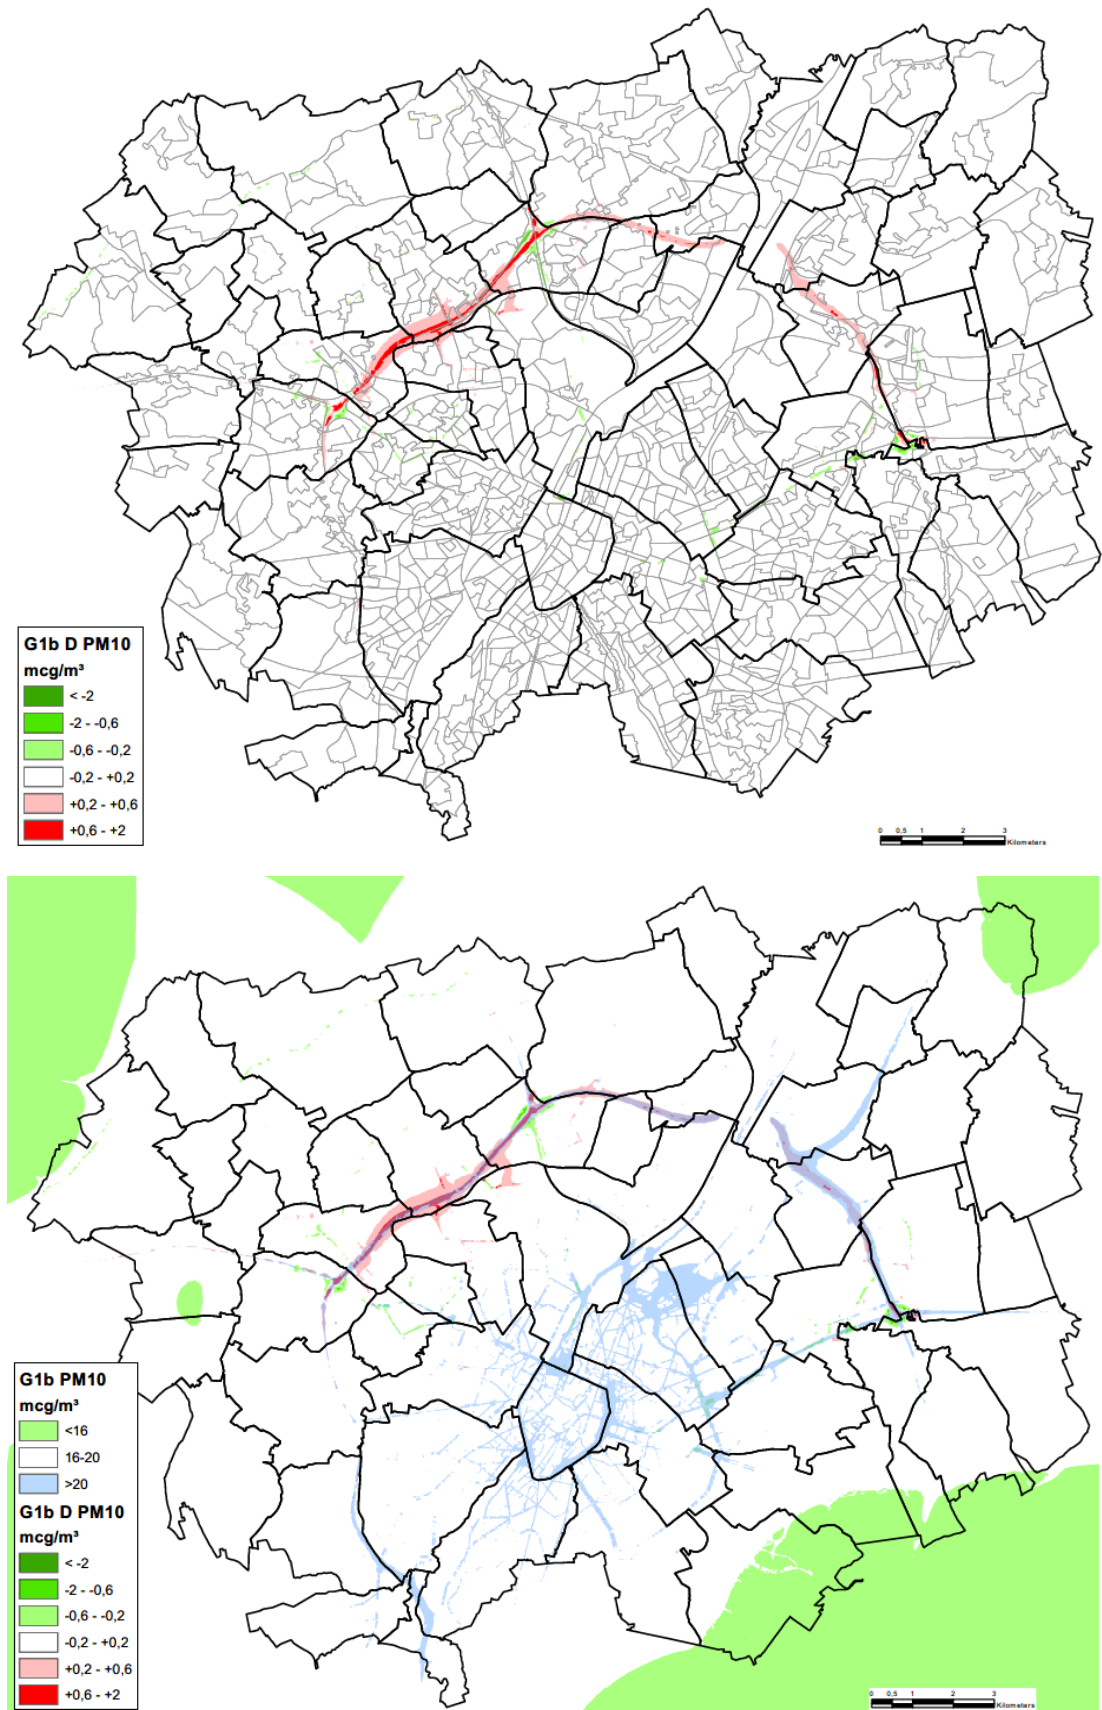 G1b D PM10
mcg/m³
< -2
-2 - -0,6
-0,6 - -0,2
-0,2 - +0,2
+0,2 - +0,6
+0,6 - +2
0 0,5 1 2 3
Kilometers
G1b PM10
mcg/m³
<16
16-20
>20
G1b D PM10
mcg/m³
< -2
-2 - -0,6
-0,6 - -0,2
-0,2 - +0,2
+0,2 - +0,6
+0,6 - +2
0 0,5 1 2 3
Kilometers